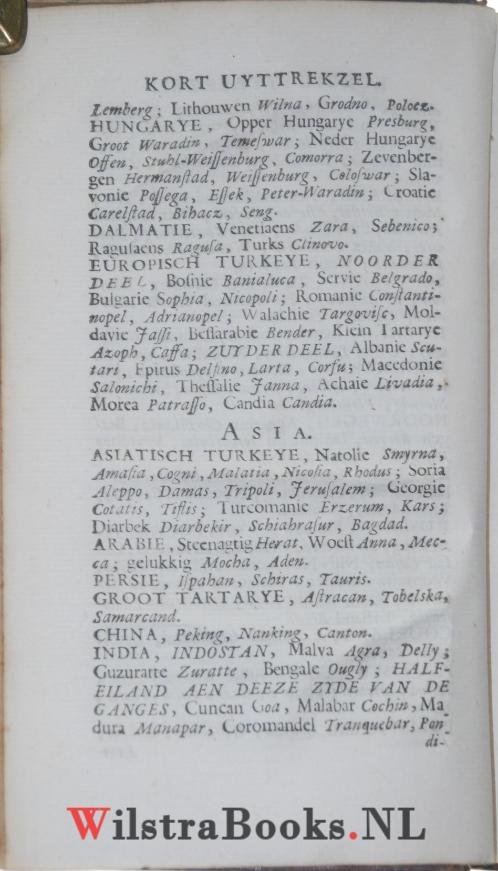 KORT UYTTREKZEL.
Lemberg; Lithouwen Wilna, Grodno, Polocz.
HUNGARYE, Opper Hungarye Presburg,
Groot Waradin, Temeſwar; Neder Hungarye
Offen, Stuhl-Weiſſenburg, Comorra; Zevenber-
gen Hermanſtad, Weiſſenburg, Coloſwar; Sla-
vonie Poſſega, Eſſek, Peter-Waradin; Croatie
Carelſtad, Bihacz, Seng.
DALMATIE, Venetiaens Zara, Sebenico;
Raguſaens Raguſa, Turks Clinovo.
EUROPISCH TURKEYE, NOORDER
DEEL, Boſnie Banialuca, Servie Belgrado,
Bulgarie Sophia, Nicopoli; Romanie Conſtanti-
nopel, Adrianopel; Walachie Targoviſc, Mol-
davie Jaſſi, Beſſarabie Bender, Klein Tartarye
Azoph, Caffa; ZUYDER DEEL, Albanie Scu-
tari, Epirus Delfino, Larta, Corfu; Macedonie
Salonichi, Theſſalie Janna, Achaie Livadia,
Morea Patraſſo, Candia Candia.
ASIA.
ASIATISCH TURKEYE, Natolie Smyrna,
Amaſia, Cogni, Malatia, Nicoſia, Rhodus; Soria
Aleppo, Damas, Tripoli, Jeruſalem; Georgie
Cotatis, Tiflis; Turcomanie Erzerum, Kars;
Diarbek Diarbekir, Schiahraſur, Bagdad.
ARABIE, Steenagtig Herat, Woeſt Anna, Mec-
ca; gelukkig Mocha, Aden.
PERSIE, Iſpahan, Schiras, Tauris.
GROOT TARTARYE, Aſtracan, Tobelska,
Samarcand.
CHINA, Peking, Nanking, Canton.
INDIA, INDOSTAN, Malva Agra, Delly;
Guzuratte Zuratte, Bengale Ougly; HALF-
EILAND AEN DEEZE ZYDE VAN DE
GANGES, Cuncan Goa, Malabar Cochin, Ma-
dura Manapar, Coromandel Tranquebar, Pon-
di-
WilstraBooks.NL